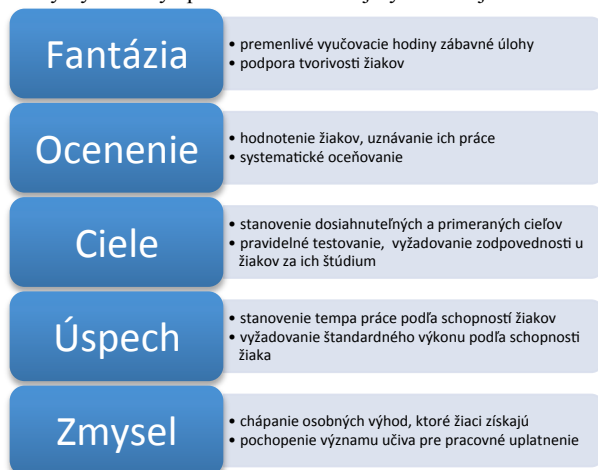 Fantázia
• premenlivé vyučovacie hodiny zábavné úlohy
• podpora tvorivosti žiakov
Ocenenie
• hodnotenie žiakov, uznávanie ich práce
• systematické oceňovanie
Ciele
• stanovenie dosiahnuteľných a primeraných cieľov
• pravidelné testovanie, vyžadovanie zodpovednosti u
žiakov za ich štúdium
Úspech
• stanovenie tempa práce podľa schopností žiakov
• vyžadovanie štandardného výkonu podľa schopnosti
žiaka
Zmysel
• chápanie osobných výhod, ktoré žiaci získajú
• pochopenie významu učiva pre pracovné uplatnenie